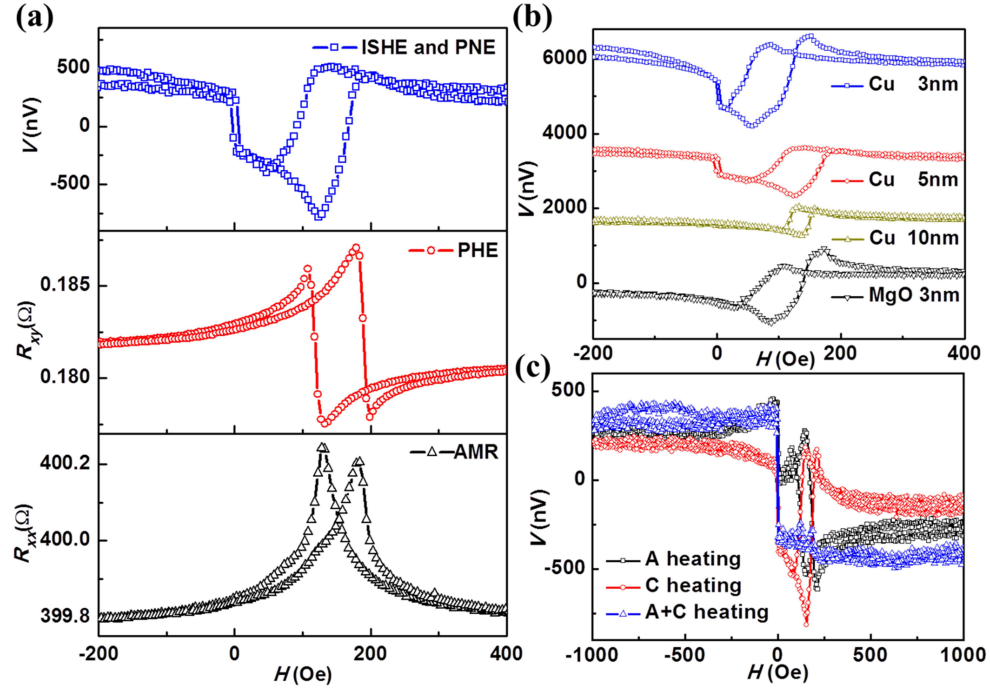 (a)
ISHE and PNE
500
0
-500
V (nV)
PHE
0.185
0.180
Rxy(Ω)
AMR
400.2
400.0
399.8
Rxx(Ω)
-200 0 200 400
H (Oe)
(b)
6000
4000
2000
0
V (nV)
Cu 3nm
Cu 5nm
Cu 10nm
MgO 3nm
-200 0 200 400
H (Oe)
(c)
500
0
-500
V (nV)
A heating
C heating
A+C heating
-1000 -500 0 500 1000
H (Oe)